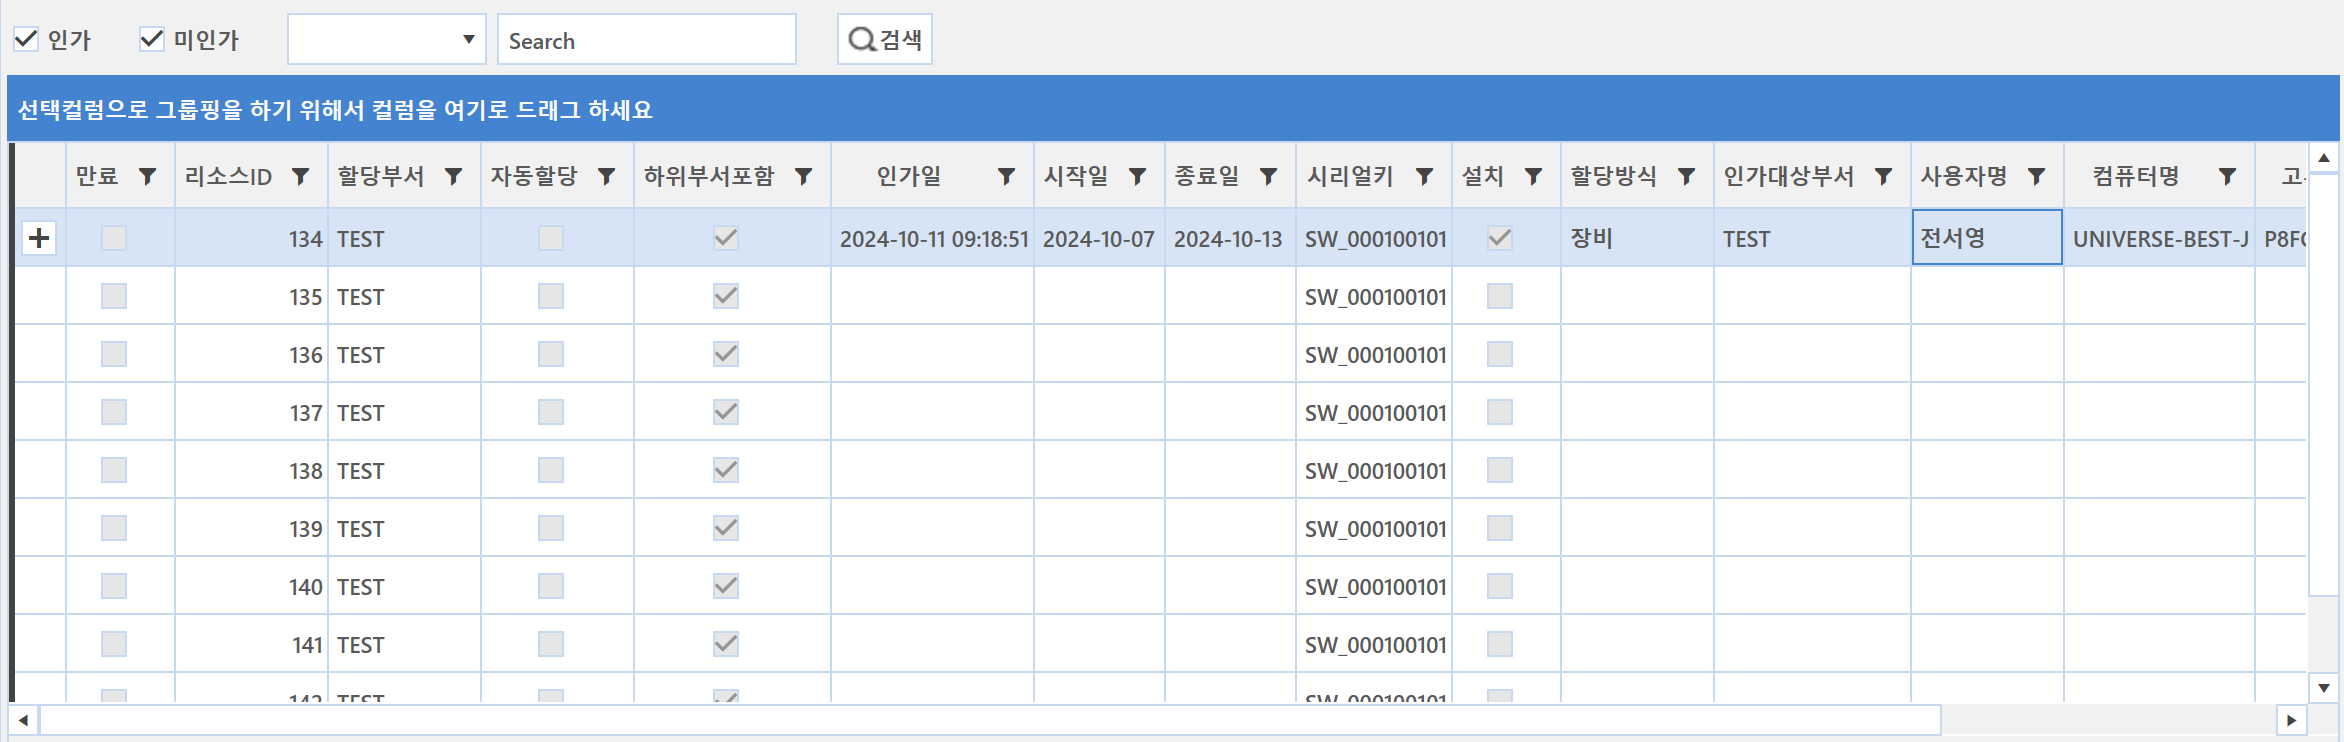 인가 미인가 Search 검색
선택컬럼으로 그룹핑을 하기 위해서 컬럼을 여기로 드래그 하세요
만료 리소스ID 할당부서 자동할당 하위부서포함 인가일 시작일 종료일 시리얼키 설치 할당방식 인가대상부서 사용자명 컴퓨터명
134 TEST 2024-10-11 09:18:51 2024-10-07 2024-10-13 SW_000100101 장비 TEST 전서영 UNIVERSE-BEST-J
135 TEST SW_000100101
136 TEST SW_000100101
137 TEST SW_000100101
138 TEST SW_000100101
139 TEST SW_000100101
140 TEST SW_000100101
141 TEST SW_000100101
142 TEST SW_000100101